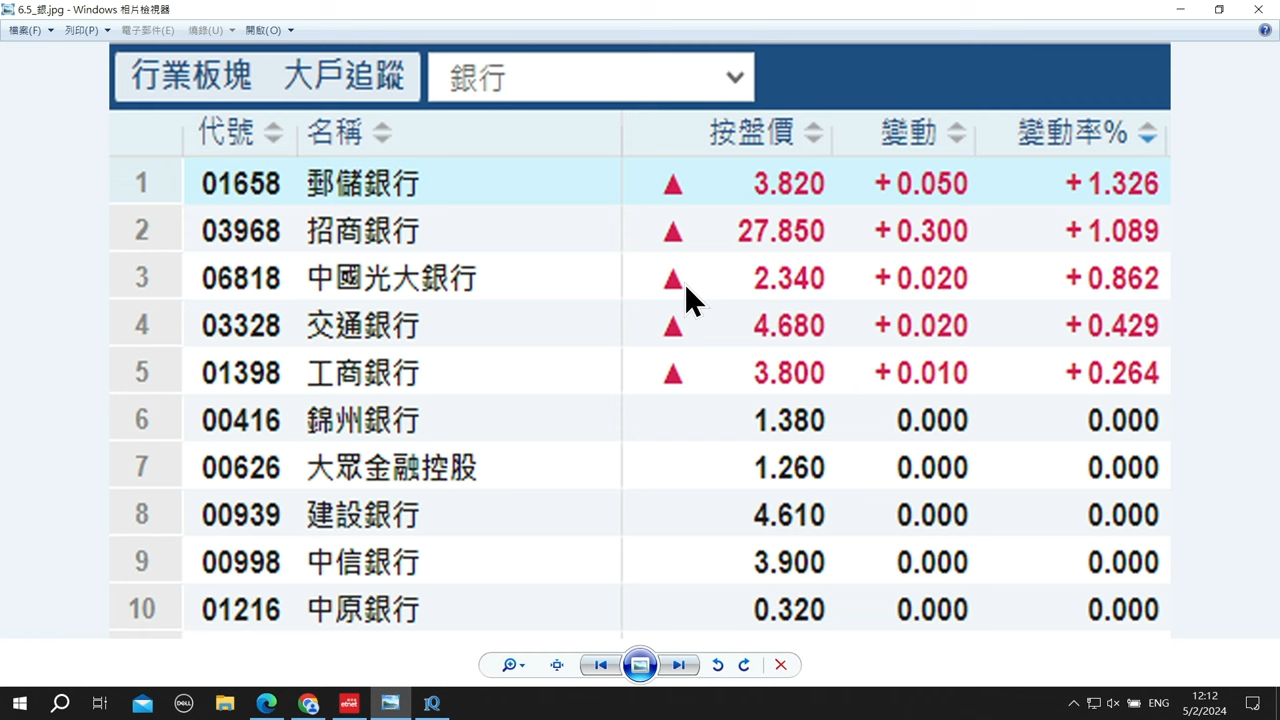 6.5_銀.jpg - Windows 相片檢視器
檔案(F) 列印(P) 電子郵件(E) 燒錄(U) 開啟(O)
行業板塊 大戶追蹤 銀行
代號 名稱 按盤價 變動 變動率%
1 01658 郵儲銀行 ▲ 3.820 +0.050 +1.326
2 03968 招商銀行 ▲ 27.850 +0.300 +1.089
3 06818 中國光大銀行 ▲ 2.340 +0.020 +0.862
4 03328 交通銀行 ▲ 4.680 +0.020 +0.429
5 01398 工商銀行 ▲ 3.800 +0.010 +0.264
6 00416 錦州銀行 1.380 0.000 0.000
7 00626 大眾金融控股 1.260 0.000 0.000
8 00939 建設銀行 4.610 0.000 0.000
9 00998 中信銀行 3.900 0.000 0.000
10 01216 中原銀行 0.320 0.000 0.000
DELL etnet IQ ENG 12:12
5/2/2024